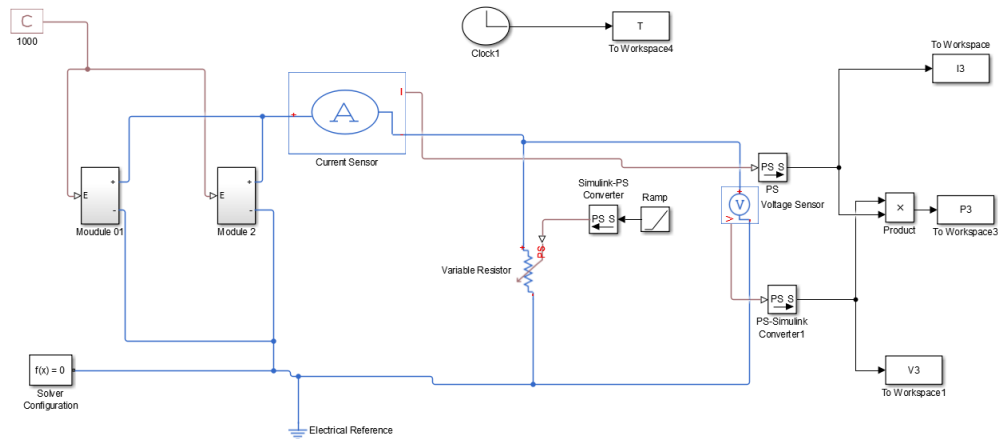 C
1000
Clock1
T
To Workspace4
To Workspace
I3
A
I
+
-
Current Sensor
E
+
-
Moudule 01
E
+
-
Module 2
PS S
PS
Simulink-PS
Converter
PS S
Ramp
+
V
V
Voltage Sensor
×
Product
P3
To Workspace3
+
PS
Variable Resistor
PS S
PS-Simulink
Converter1
f(x) = 0
Solver
Configuration
V3
To Workspace1
Electrical Reference